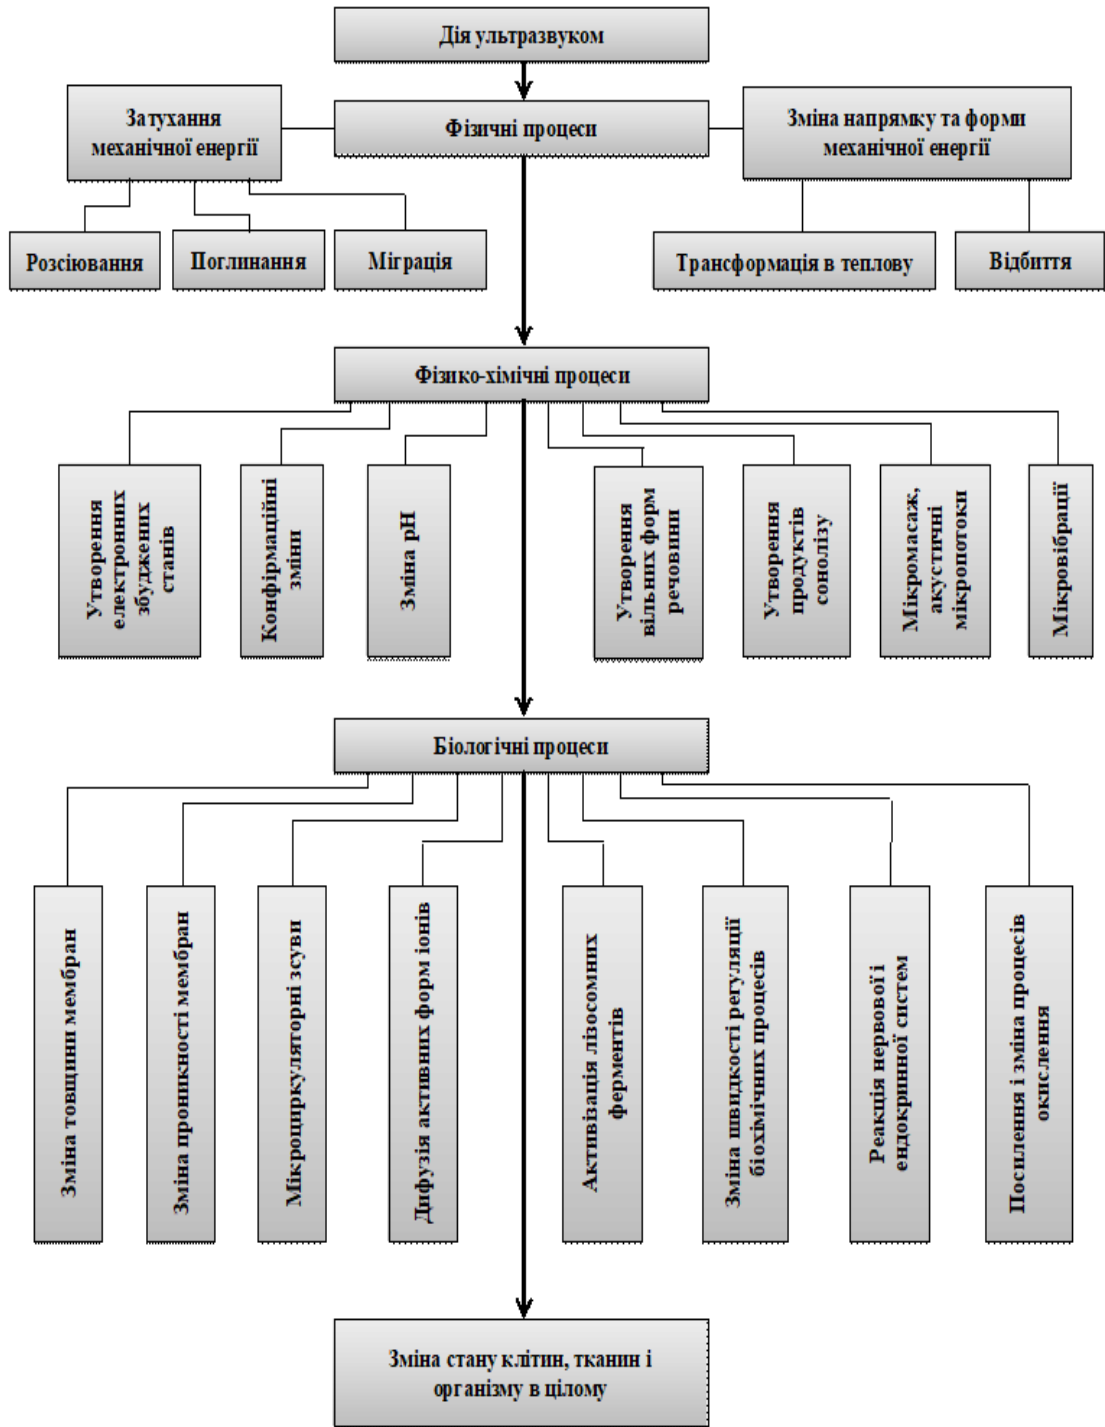 Дія ультразвуком
Затухання
механічної енергії
Фізичні процеси
Зміна напрямку та форми
механічної енергії
Розсіювання
Поглинання
Міграція
Трансформація в теплову
Відбиття
Фізико-хімічні процеси
Утворення
електронних
збуджених
станів
Конфірмаційні
зміни
Зміна рН
Утворення
вільних форм
речовини
Утворення
продуктів
сонолізу
Мікромасаж,
акустичні
мікропотоки
Мікровібрації
Біологічні процеси
Зміна товщини мембран
Зміна проникності мембран
Мікроциркуляторні зсуви
Дифузія активних форм іонів
Активізація лізосомних
ферментів
Зміна швидкості регуляції
біохімічних процесів
Реакція нервової і
ендокринної систем
Посилення і зміна процесів
окислення
Зміна стану клітин, тканин і
організму в цілому